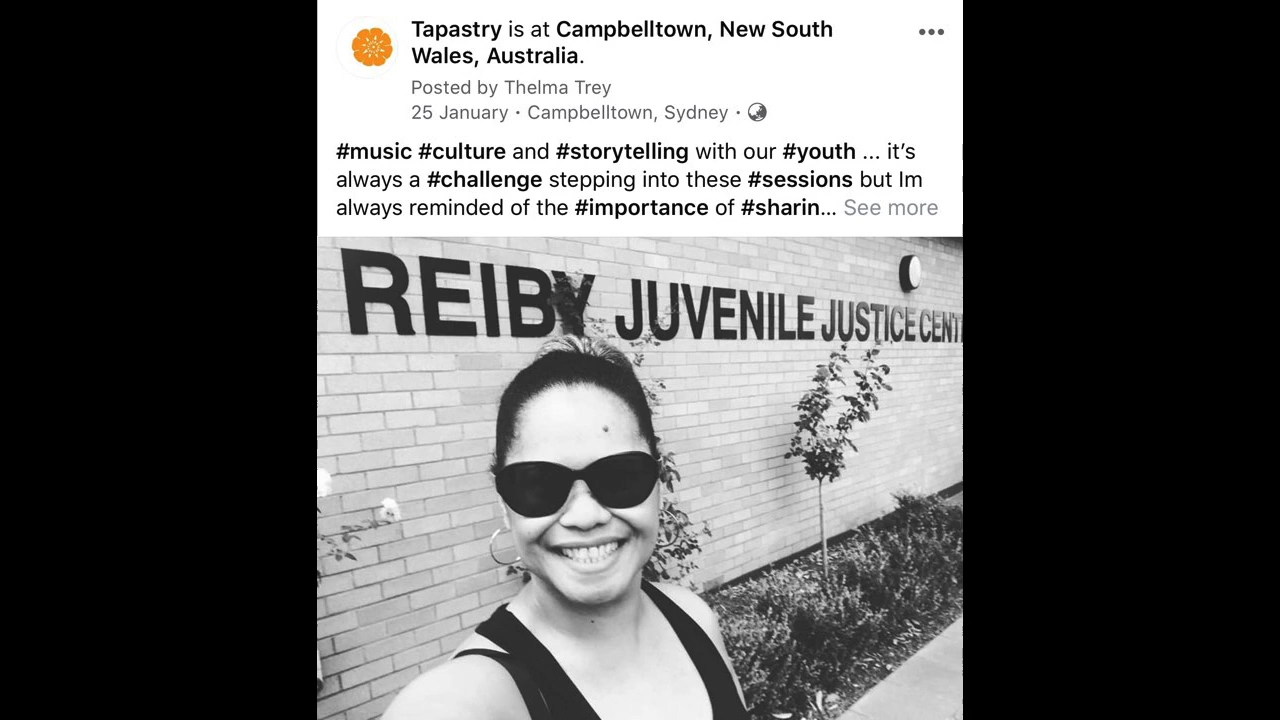 Tapastry is at Campbelltown, New South
Wales, Australia.
Posted by Thelma Trey
25 January · Campbelltown, Sydney ·
#music #culture and #storytelling with our #youth ... it's
always a #challenge stepping into these #sessions but Im
always reminded of the #importance of #sharin... See more
REIBY JUVENILE JUSTICE CENT